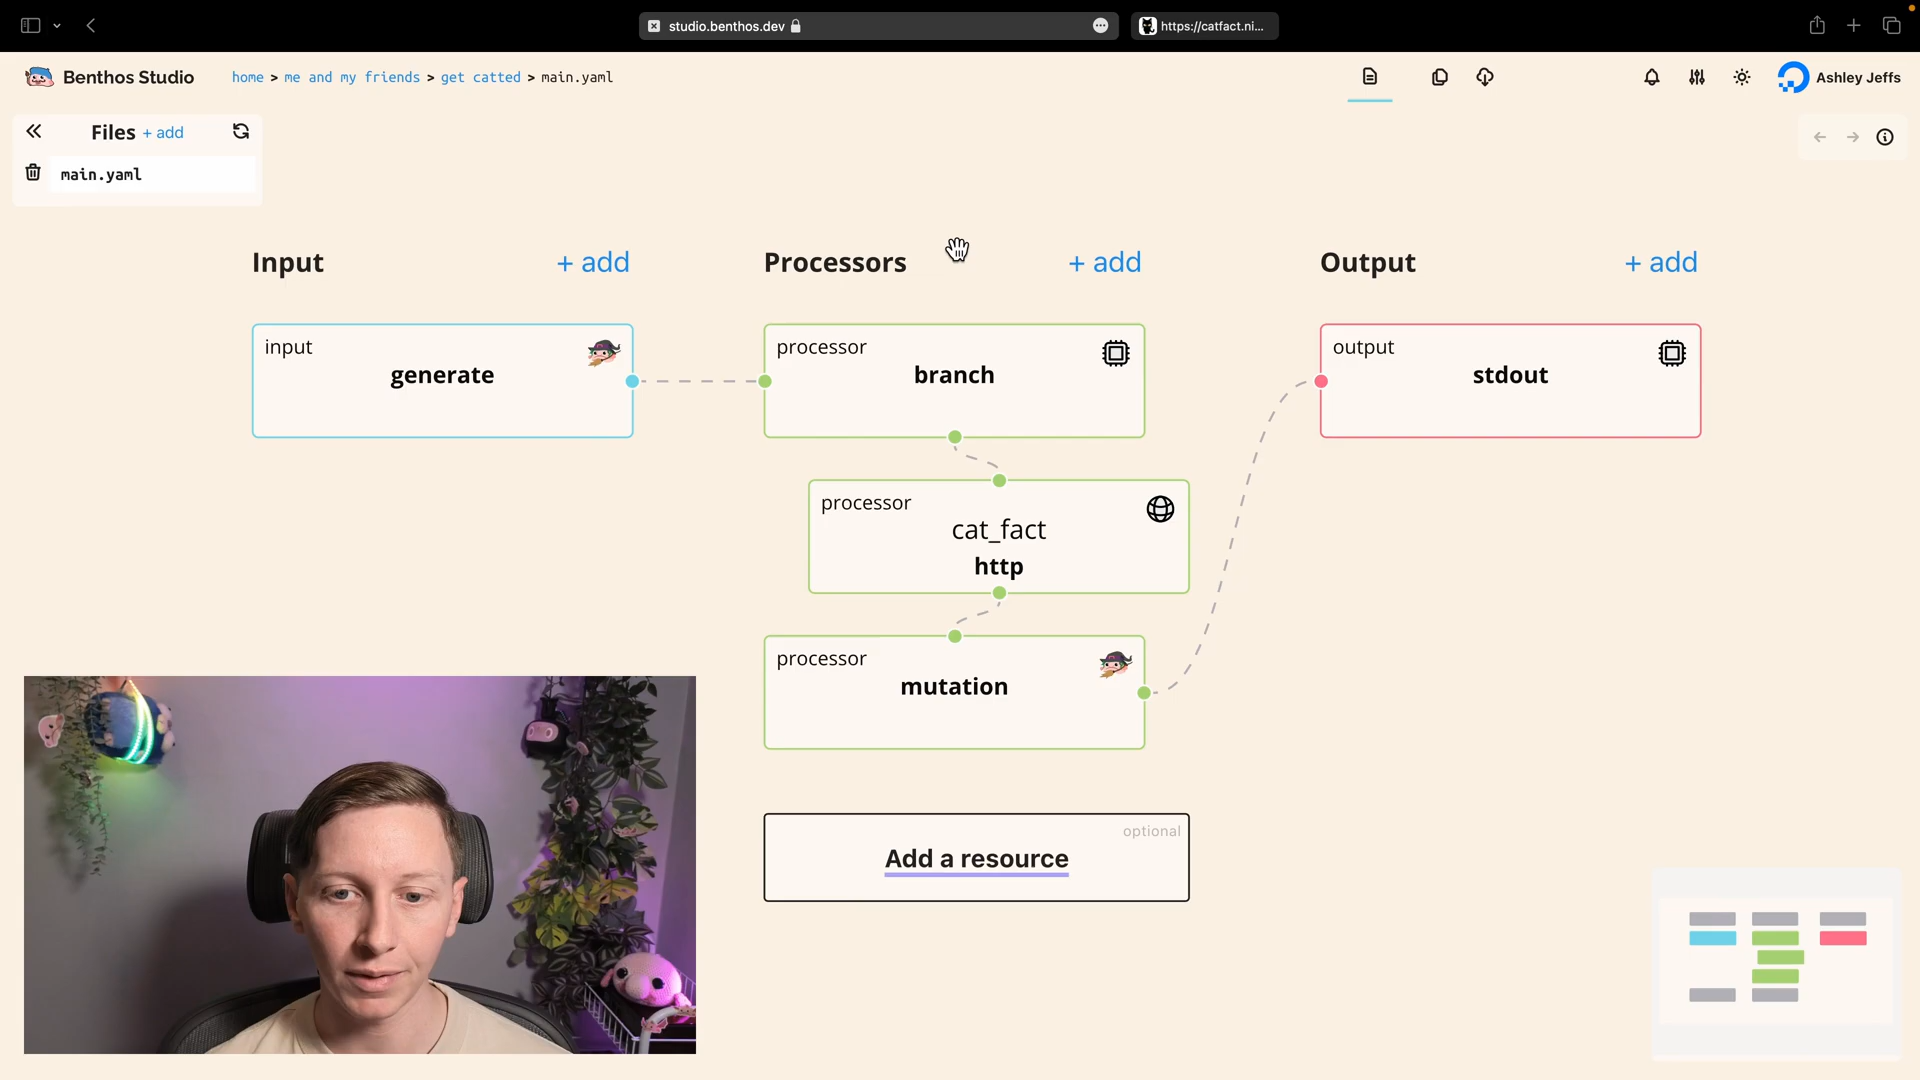 studio.benthos.dev
https://catfact.ni...
Benthos Studio
home > me and my friends > get catted > main.yaml
Ashley Jeffs
Files + add
main.yaml
Input + add
Processors + add
Output + add
input
generate
processor
branch
output
stdout
processor
cat_fact
http
processor
mutation
optional
Add a resource